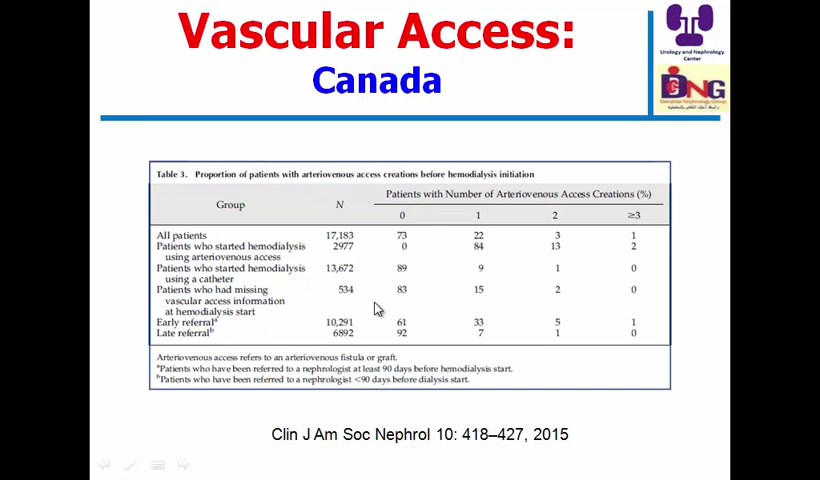 Vascular Access:
Canada
Urology and Nephrology
Center
Table 3. Proportion of patients with arteriovenous access creations before hemodialysis initiation
Group N Patients with Number of Arteriovenous Access Creations (%)
0 1 2 ≥3
All patients 17,183 73 22 3 1
Patients who started hemodialysis 2977 0 84 13 2
using arteriovenous access
Patients who started hemodialysis 13,672 89 9 1 0
using a catheter
Patients who had missing 534 83 15 2 0
vascular access information
at hemodialysis start
Early referralª 10,291 61 33 5 1
Late referralᵇ 6892 92 7 1 0
Arteriovenous access refers to an arteriovenous fistula or graft.
ªPatients who have been referred to a nephrologist at least 90 days before hemodialysis start.
ᵇPatients who have been referred to a nephrologist <90 days before dialysis start.
Clin J Am Soc Nephrol 10: 418–427, 2015